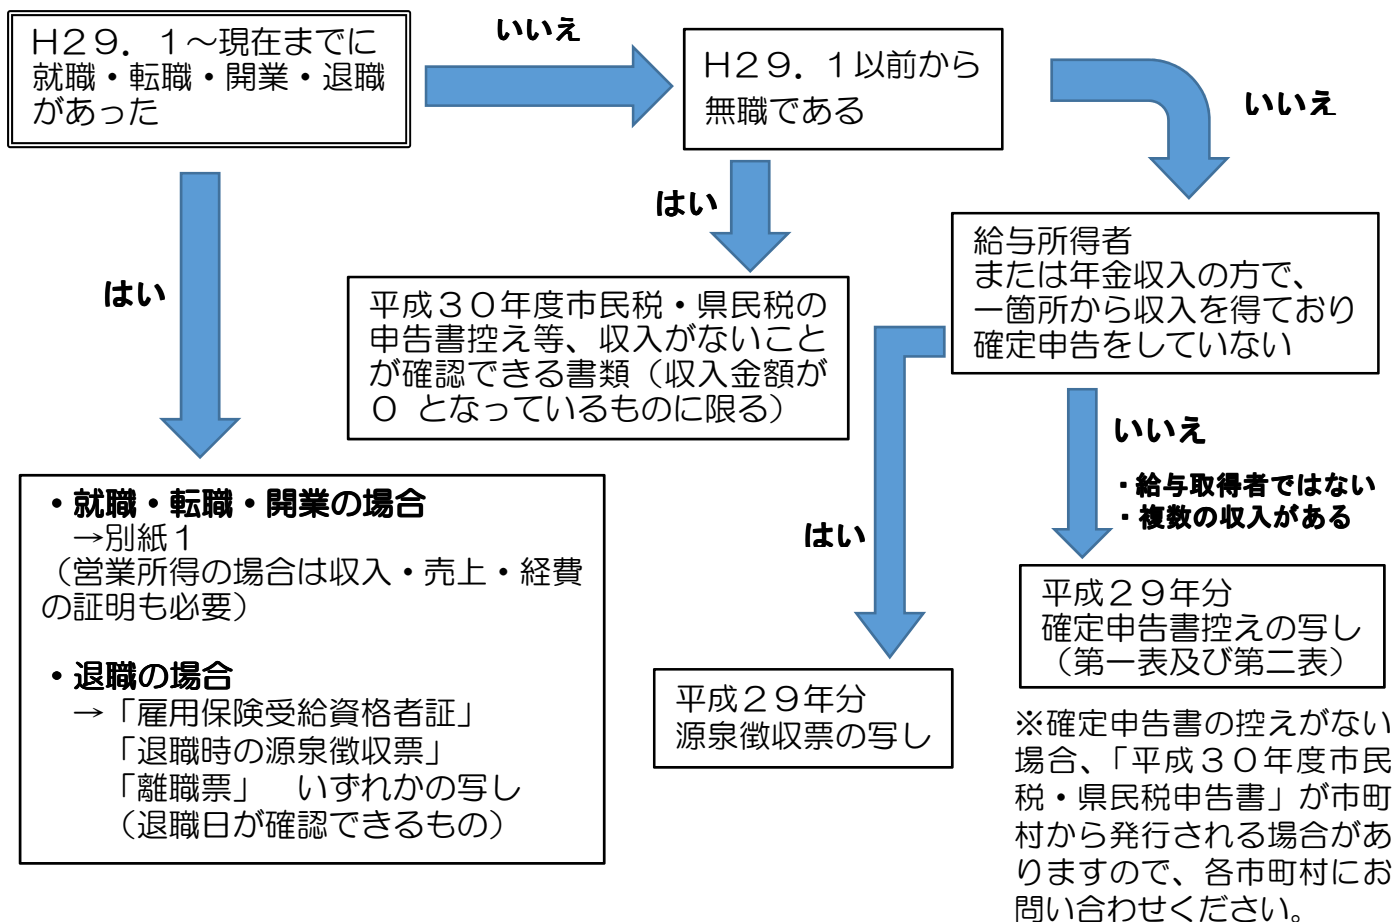 H29．1～現在までに
就職・転職・開業・退職
があった
いいえ
H29．1以前から
無職である
いいえ
はい
はい
平成30年度市民税・県民税の
申告書控え等、収入がないこと
が確認できる書類（収入金額が
0 となっているものに限る）
給与所得者
または年金収入の方で、
一箇所から収入を得ており
確定申告をしていない
いいえ
・給与取得者ではない
・複数の収入がある
はい
・就職・転職・開業の場合
→別紙1
（営業所得の場合は収入・売上・経費
の証明も必要）
・退職の場合
→「雇用保険受給資格者証」
「退職時の源泉徴収票」
「離職票」　いずれかの写し
（退職日が確認できるもの）
平成29年分
源泉徴収票の写し
平成29年分
確定申告書控えの写し
（第一表及び第二表）
※確定申告書の控えがない
場合、「平成30年度市民
税・県民税申告書」が市町
村から発行される場合があ
りますので、各市町村にお
問い合わせください。